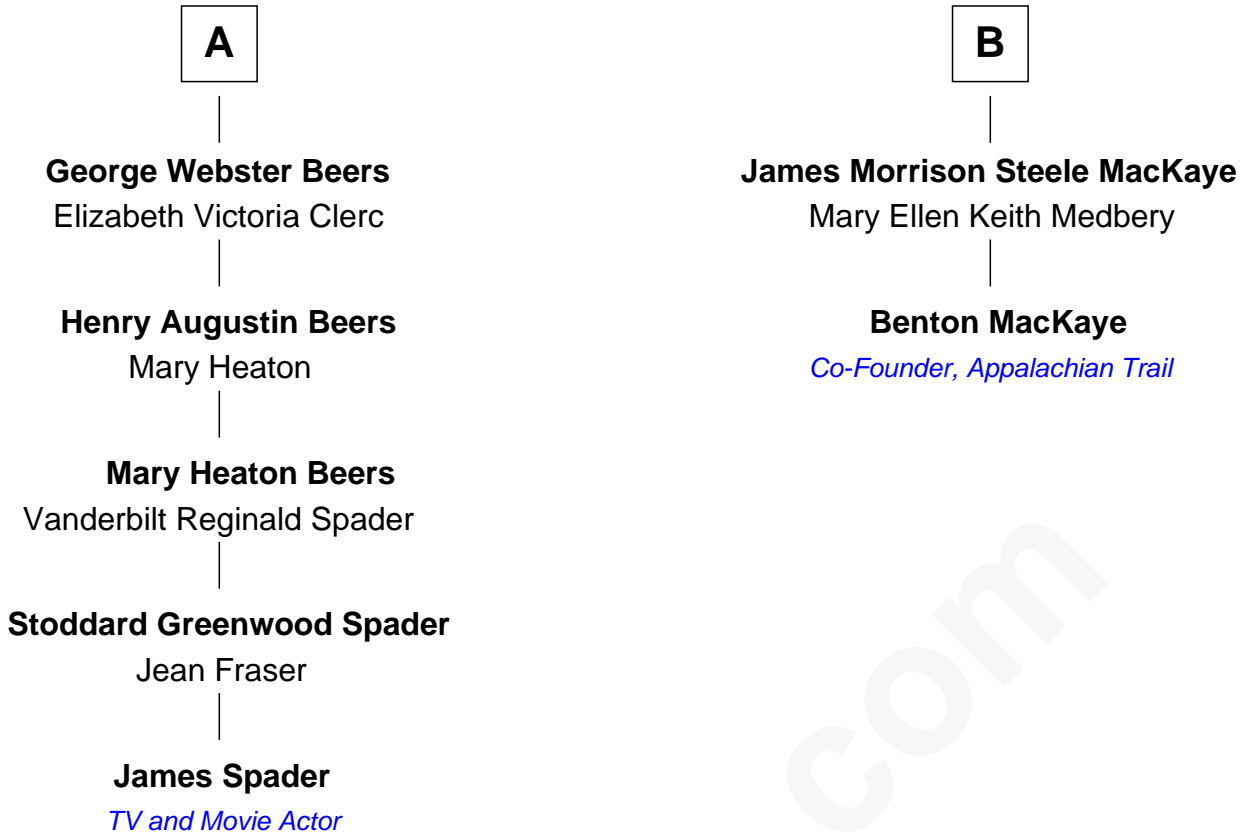 A
George Webster Beers
Elizabeth Victoria Clerc
Henry Augustin Beers
Mary Heaton
Mary Heaton Beers
Vanderbilt Reginald Spader
Stoddard Greenwood Spader
Jean Fraser
James Spader
TV and Movie Actor
B
James Morrison Steele MacKaye
Mary Ellen Keith Medbery
Benton MacKaye
Co-Founder, Appalachian Trail
com